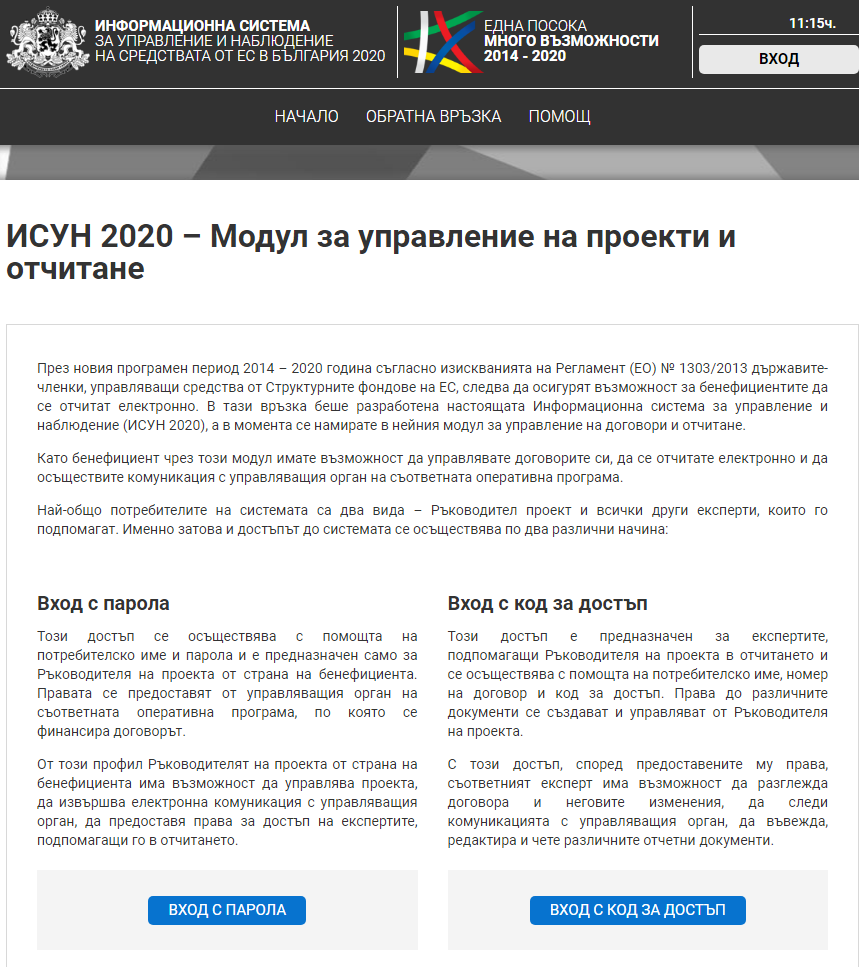 ИНФОРМАЦИОННА СИСТЕМА
ЗА УПРАВЛЕНИЕ И НАБЛЮДЕНИЕ
НА СРЕДСТВАТА ОТ ЕС В БЪЛГАРИЯ 2020
ЕДНА ПОСОКА
МНОГО ВЪЗМОЖНОСТИ
2014 - 2020
11:15ч.
ВХОД
НАЧАЛО ОБРАТНА ВРЪЗКА ПОМОЩ
ИСУН 2020 – Модул за управление на проекти и
отчитане
През новия програмен период 2014 – 2020 година съгласно изискванията на Регламент (ЕО) № 1303/2013 държавите-
членки, управляващи средства от Структурните фондове на ЕС, следва да осигурят възможност за бенефициентите да
се отчитат електронно. В тази връзка беше разработена настоящата Информационна система за управление и
наблюдение (ИСУН 2020), а в момента се намирате в нейния модул за управление на договори и отчитане.
Като бенефициент чрез този модул имате възможност да управлявате договорите си, да се отчитате електронно и да
осъществите комуникация с управляващия орган на съответната оперативна програма.
Най-общо потребителите на системата са два вида – Ръководител проект и всички други експерти, които го
подпомагат. Именно затова и достъпът до системата се осъществява по два различни начина:
Вход с парола
Този достъп се осъществява с помощта на
потребителско име и парола и е предназначен само за
Ръководителя на проекта от страна на бенефициента.
Правата се предоставят от управляващия орган на
съответната оперативна програма, по която се
финансира договорът.
От този профил Ръководителят на проекта от страна на
бенефициента има възможност да управлява проекта,
да извършва електронна комуникация с управляващия
орган, да предоставя права за достъп на експертите,
подпомагащи го в отчитането.
ВХОД С ПАРОЛА
Вход с код за достъп
Този достъп е предназначен за експертите,
подпомагащи Ръководителя на проекта в отчитането и
се осъществява с помощта на потребителско име, номер
на договор и код за достъп. Права до различните
документи се създават и управляват от Ръководителя
на проекта.
С този достъп, според предоставените му права,
съответният експерт има възможност да разглежда
договора и неговите изменения, да следи
комуникацията с управляващия орган, да въвежда,
редактира и чете различните отчетни документи.
ВХОД С КОД ЗА ДОСТЪП